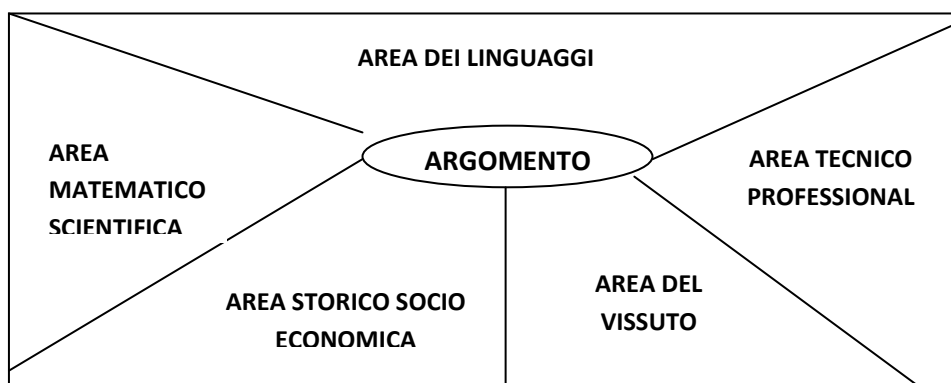 AREA DEI LINGUAGGI
AREA
MATEMATICO
SCIENTIFICA
ARGOMENTO
AREA TECNICO
PROFESSIONAL
AREA STORICO SOCIO
ECONOMICA
AREA DEL
VISSUTO